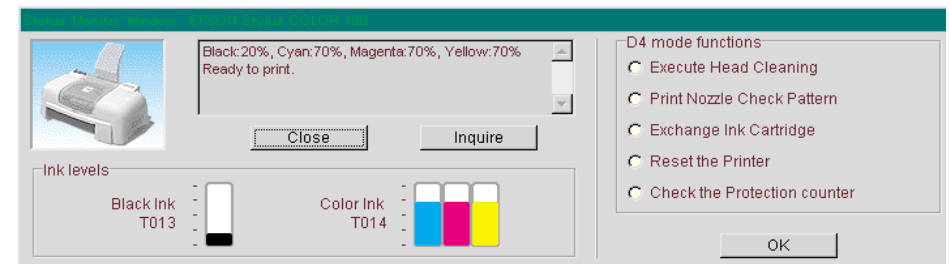 Status Monitor Window : EPSON Stylus COLOR 480
Black:20%, Cyan:70%, Magenta:70%, Yellow:70%
Ready to print.
Close
Inquire
Ink levels
Black Ink
T013
Color Ink
T014
D4 mode functions
Execute Head Cleaning
Print Nozzle Check Pattern
Exchange Ink Cartridge
Reset the Printer
Check the Protection counter
OK